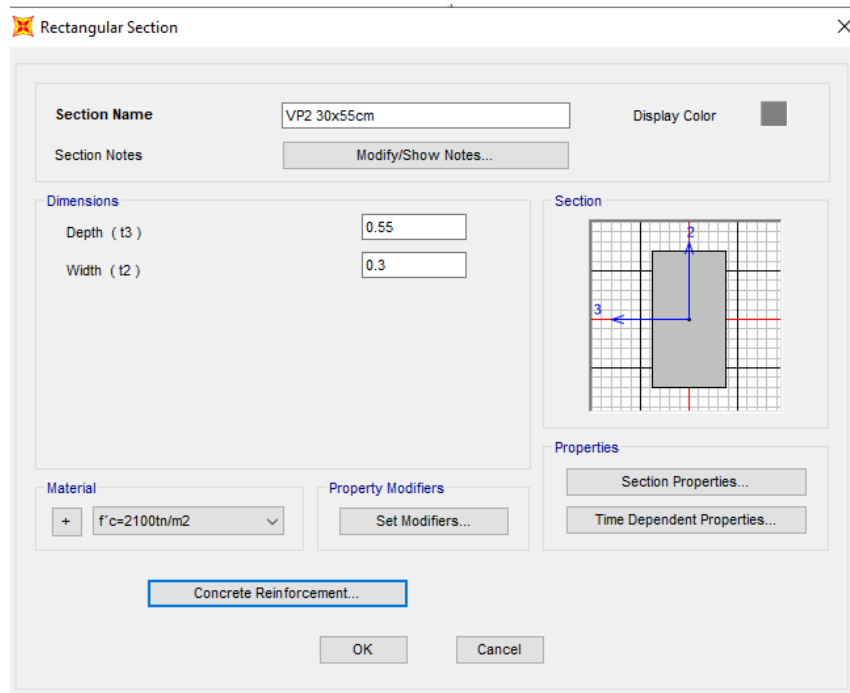 Rectangular Section
Section Name
VP2 30x55cm
Display Color
Section Notes
Modify/Show Notes...
Dimensions
Depth ( t3 )
0.55
Width ( t2 )
0.3
Section
2
3
Properties
Section Properties...
Time Dependent Properties...
Material
+
f´c=2100tn/m2
Property Modifiers
Set Modifiers...
Concrete Reinforcement...
OK
Cancel